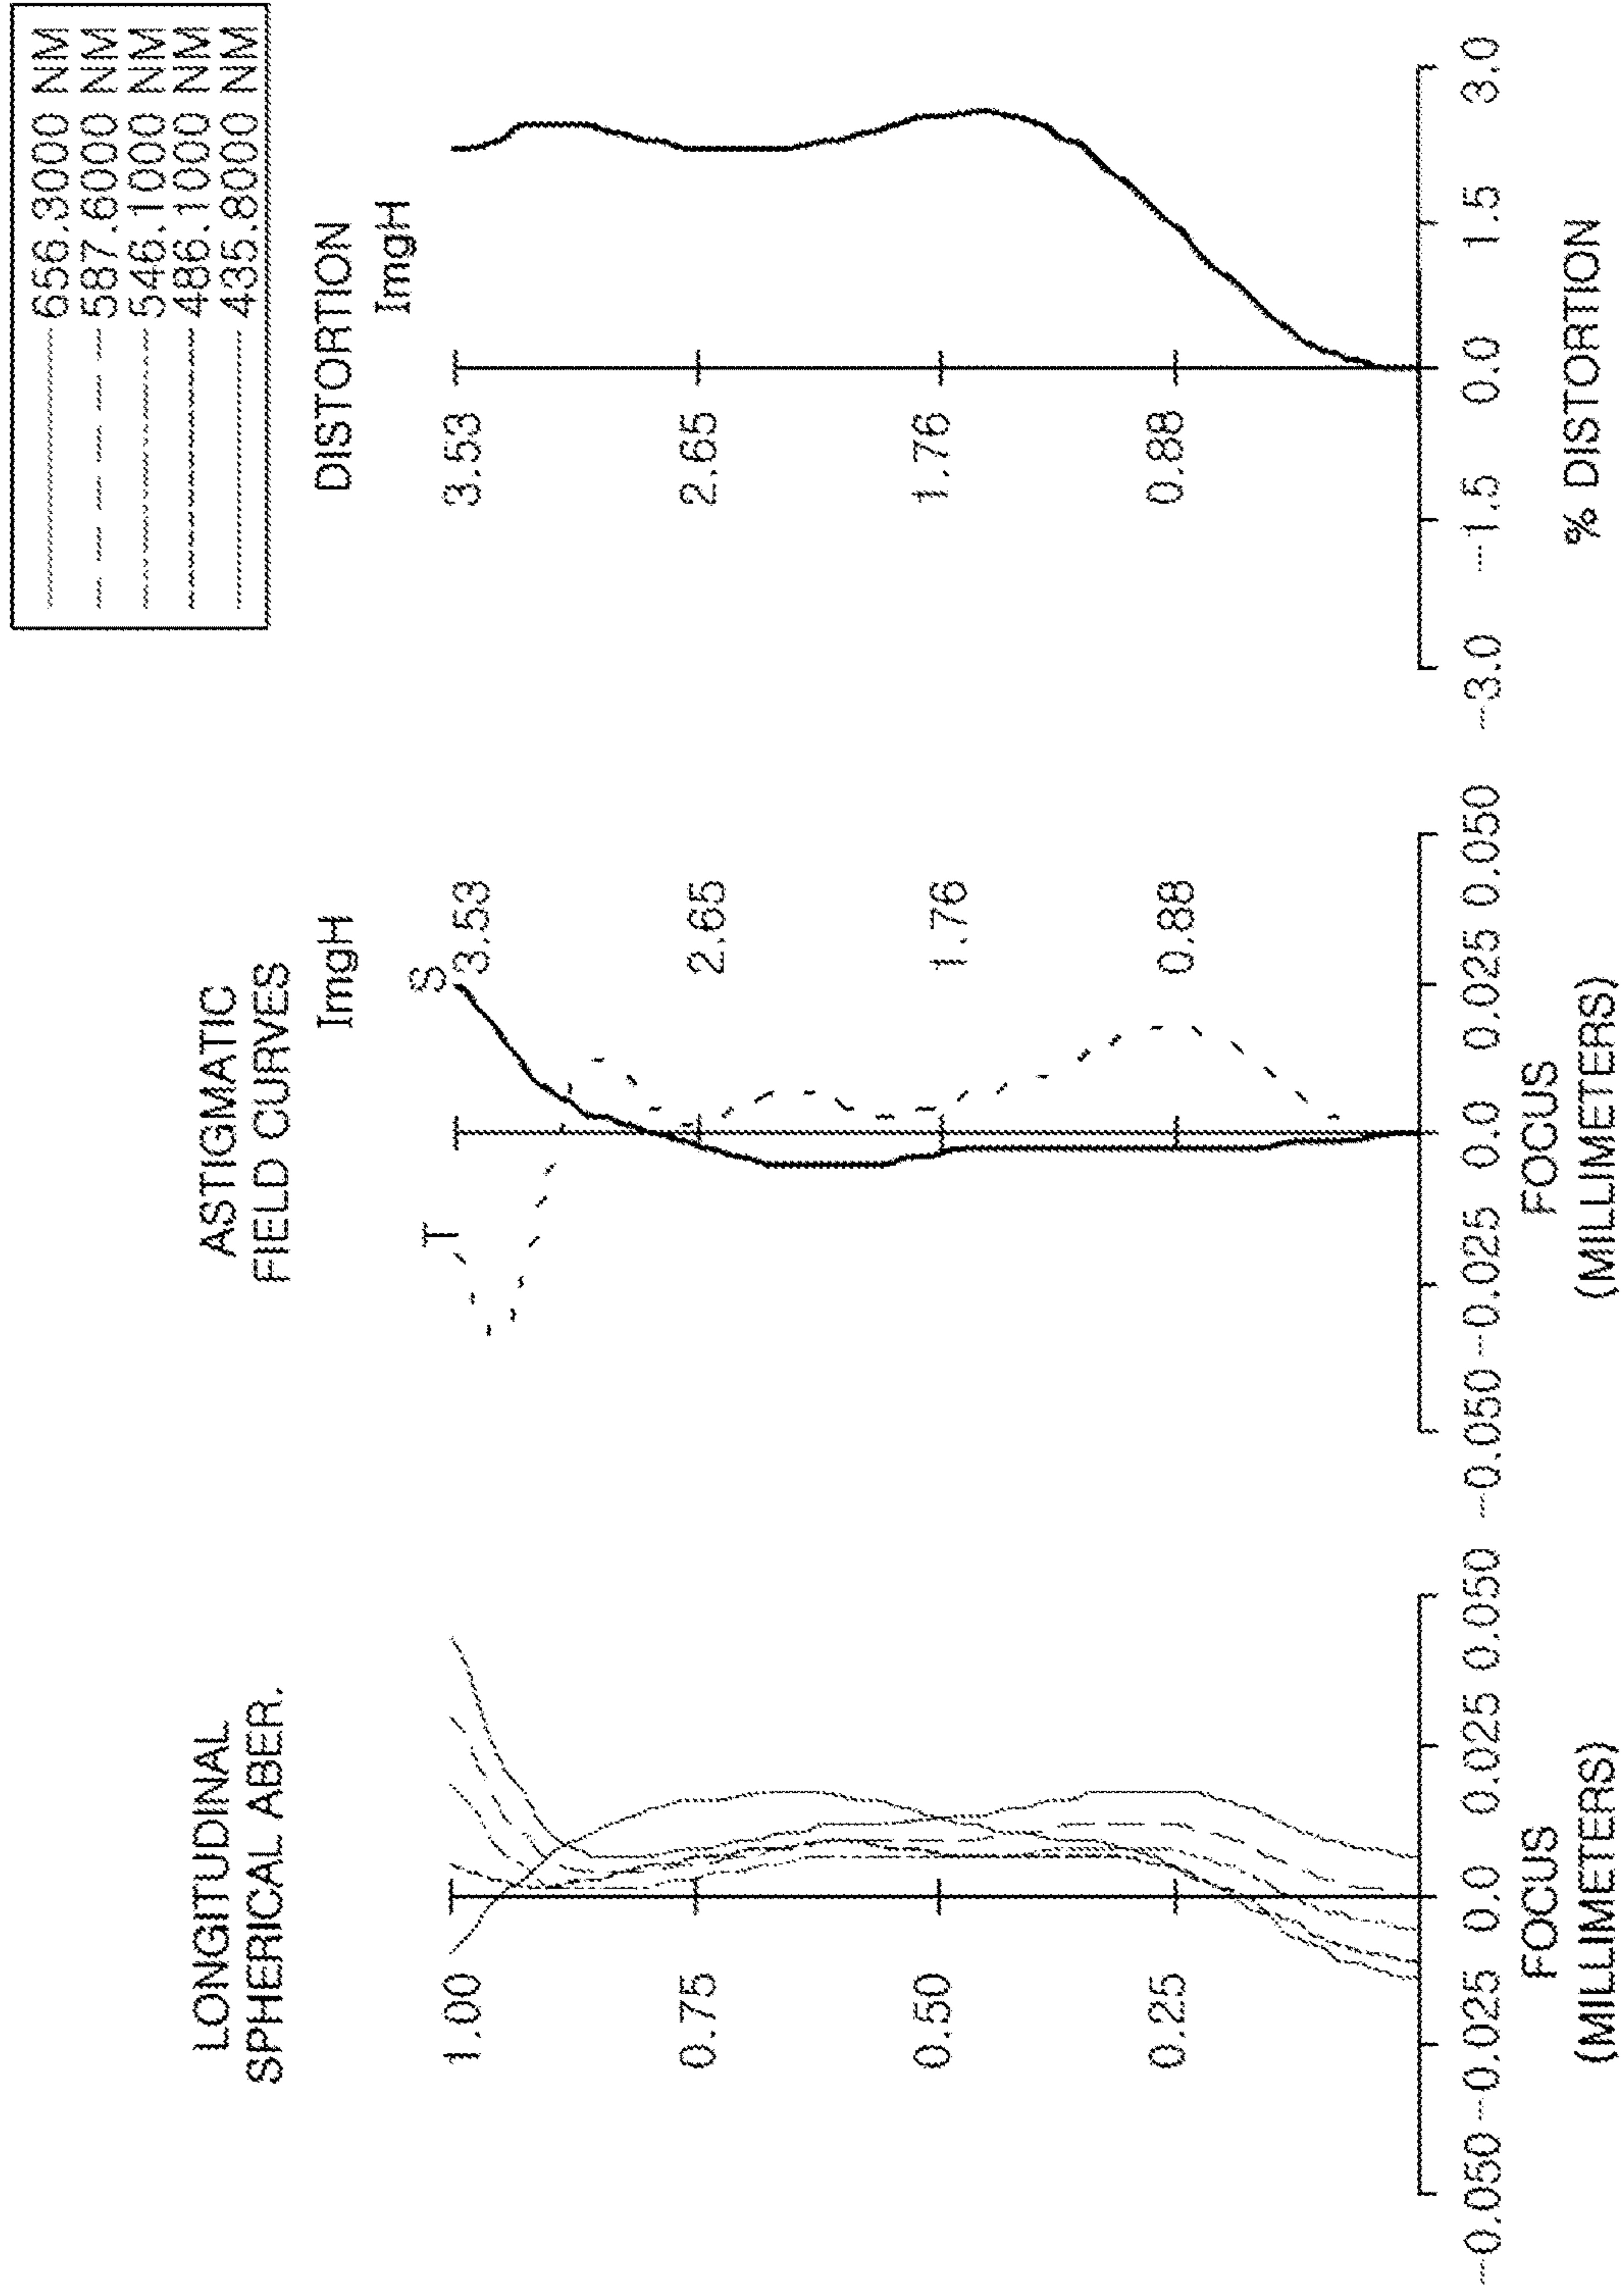 656.3000 NM
587.6000 NM
546.1000 NM
486.1000 NM
435.8000 NM
LONGITUDINAL
SPHERICAL ABER.
1.00
0.75
0.50
0.25
-0.050 -0.025 0.0 0.025 0.050
FOCUS
(MILLIMETERS)
ASTIGMATIC
FIELD CURVES
ImgH
T S
3.53
2.65
1.76
0.88
-0.050 -0.025 0.0 0.025 0.050
FOCUS
(MILLIMETERS)
DISTORTION
ImgH
3.53
2.65
1.76
0.88
-3.0 -1.5 0.0 1.5 3.0
% DISTORTION